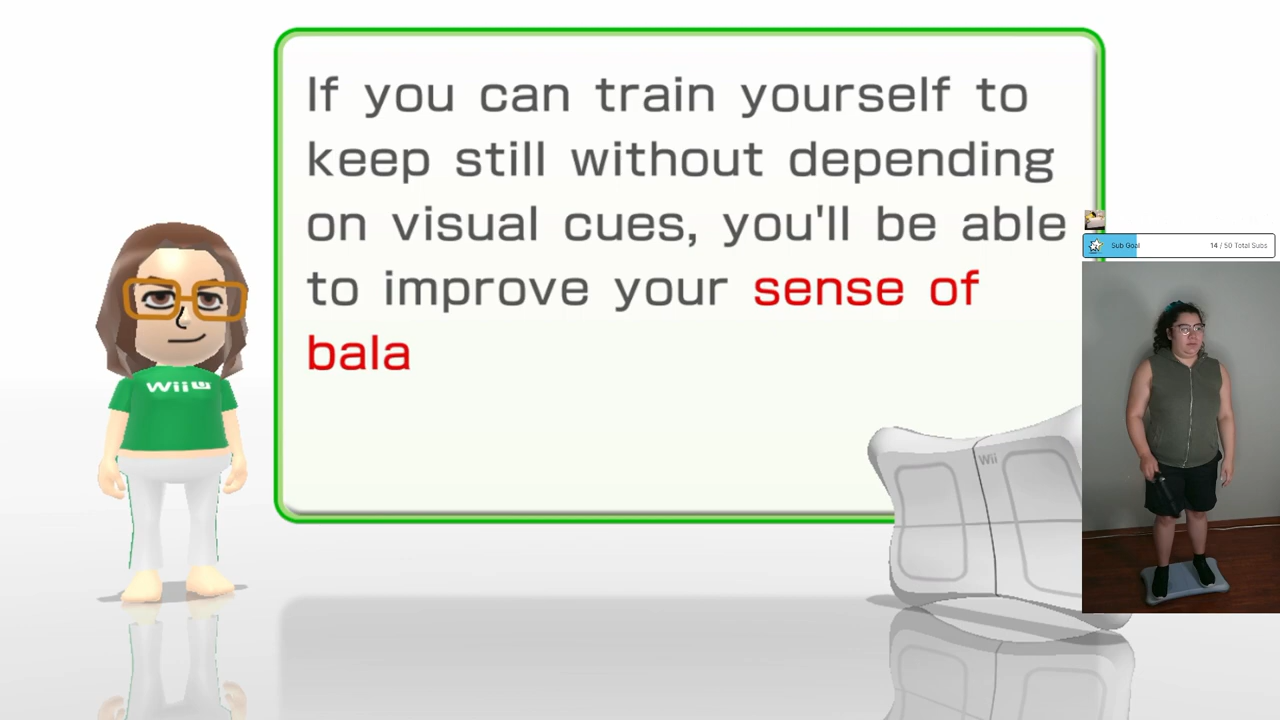 If you can train yourself to
keep still without depending
on visual cues, you'll be able
to improve your sense of
bala
Wii U
Wii
Sub Goal
14 / 50 Total Subs